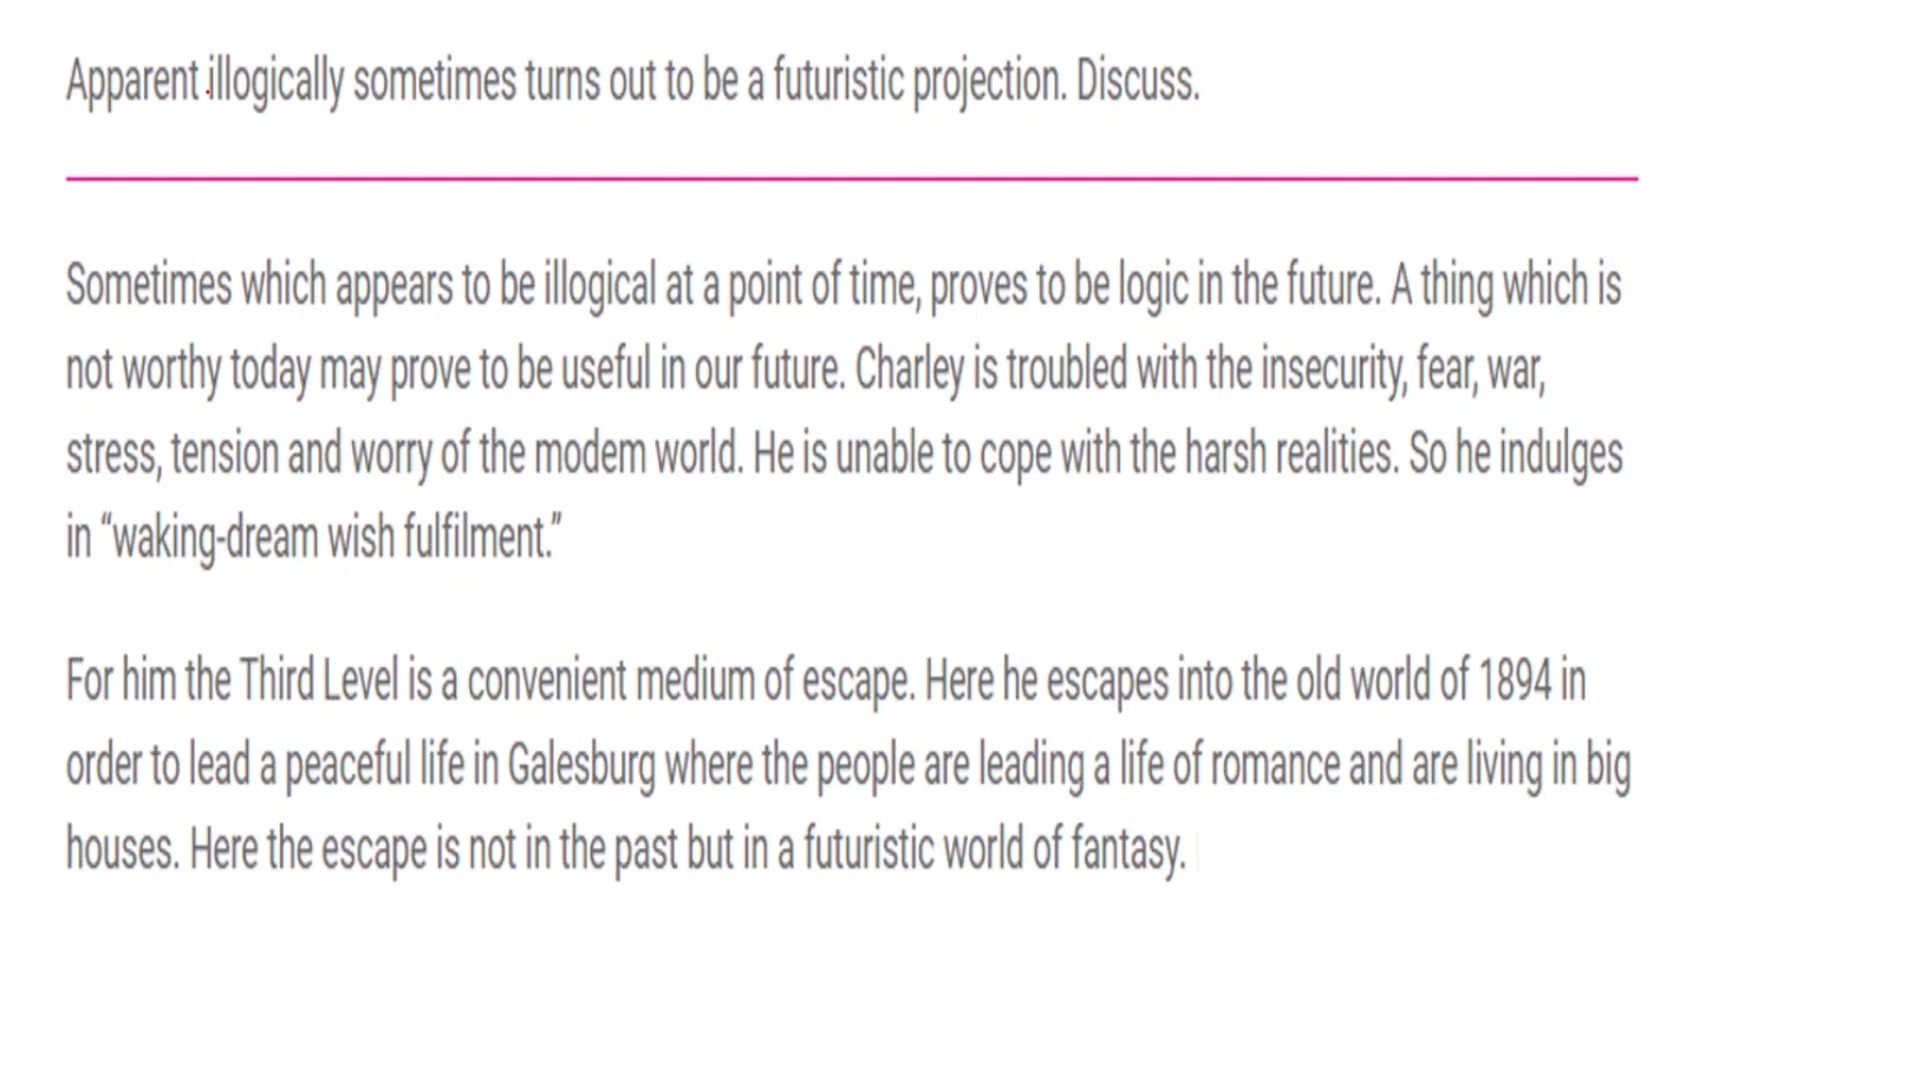 Apparent illogically sometimes turns out to be a futuristic projection. Discuss.
Sometimes which appears to be illogical at a point of time, proves to be logic in the future. A thing which is
not worthy today may prove to be useful in our future. Charley is troubled with the insecurity, fear, war,
stress, tension and worry of the modem world. He is unable to cope with the harsh realities. So he indulges
in “waking-dream wish fulfilment.”
For him the Third Level is a convenient medium of escape. Here he escapes into the old world of 1894 in
order to lead a peaceful life in Galesburg where the people are leading a life of romance and are living in big
houses. Here the escape is not in the past but in a futuristic world of fantasy.